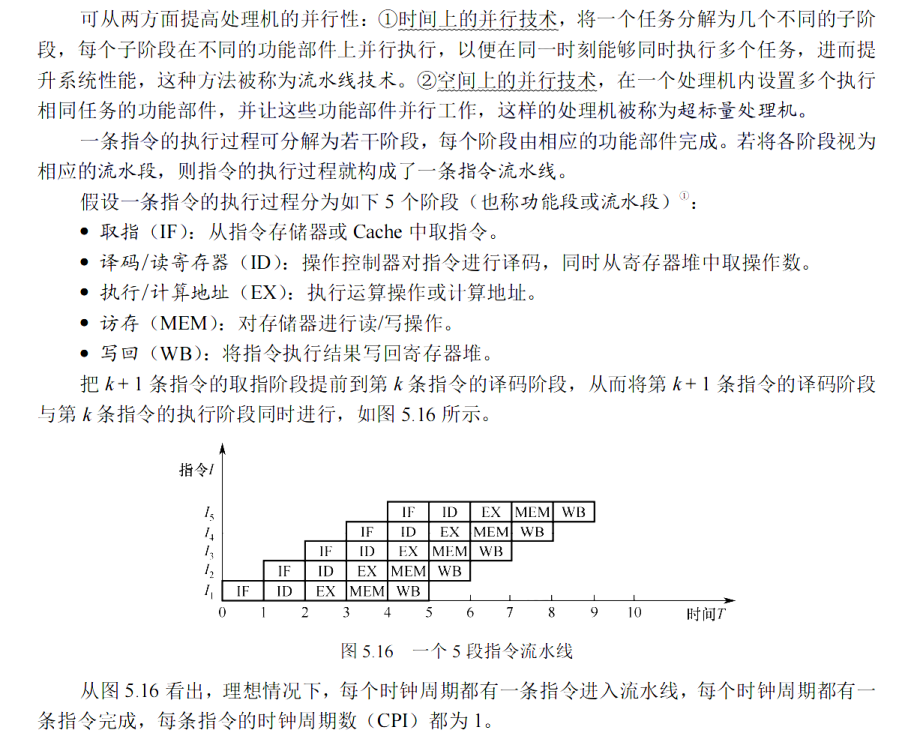 可从两方面提高处理机的并行性：①时间上的并行技术，将一个任务分解为几个不同的子阶
段，每个子阶段在不同的功能部件上并行执行，以便在同一时刻能够同时执行多个任务，进而提
升系统性能，这种方法被称为流水线技术。②空间上的并行技术，在一个处理机内设置多个执行
相同任务的功能部件，并让这些功能部件并行工作，这样的处理机被称为超标量处理机。
一条指令的执行过程可分解为若干阶段，每个阶段由相应的功能部件完成。若将各阶段视为
相应的流水段，则指令的执行过程就构成了一条指令流水线。
假设一条指令的执行过程分为如下 5 个阶段（也称功能段或流水段）①：
● 取指（IF）：从指令存储器或 Cache 中取指令。
● 译码/读寄存器（ID）：操作控制器对指令进行译码，同时从寄存器堆中取操作数。
● 执行/计算地址（EX）：执行运算操作或计算地址。
● 访存（MEM）：对存储器进行读/写操作。
● 写回（WB）：将指令执行结果写回寄存器堆。
把 k + 1 条指令的取指阶段提前到第 k 条指令的译码阶段，从而将第 k + 1 条指令的译码阶段
与第 k 条指令的执行阶段同时进行，如图 5.16 所示。
指令I
I5 IF ID EX MEM WB
I4 IF ID EX MEM WB
I3 IF ID EX MEM WB
I2 IF ID EX MEM WB
I1 IF ID EX MEM WB
0 1 2 3 4 5 6 7 8 9 10 时间T
图 5.16 一个 5 段指令流水线
从图 5.16 看出，理想情况下，每个时钟周期都有一条指令进入流水线，每个时钟周期都有一
条指令完成，每条指令的时钟周期数（CPI）都为 1。